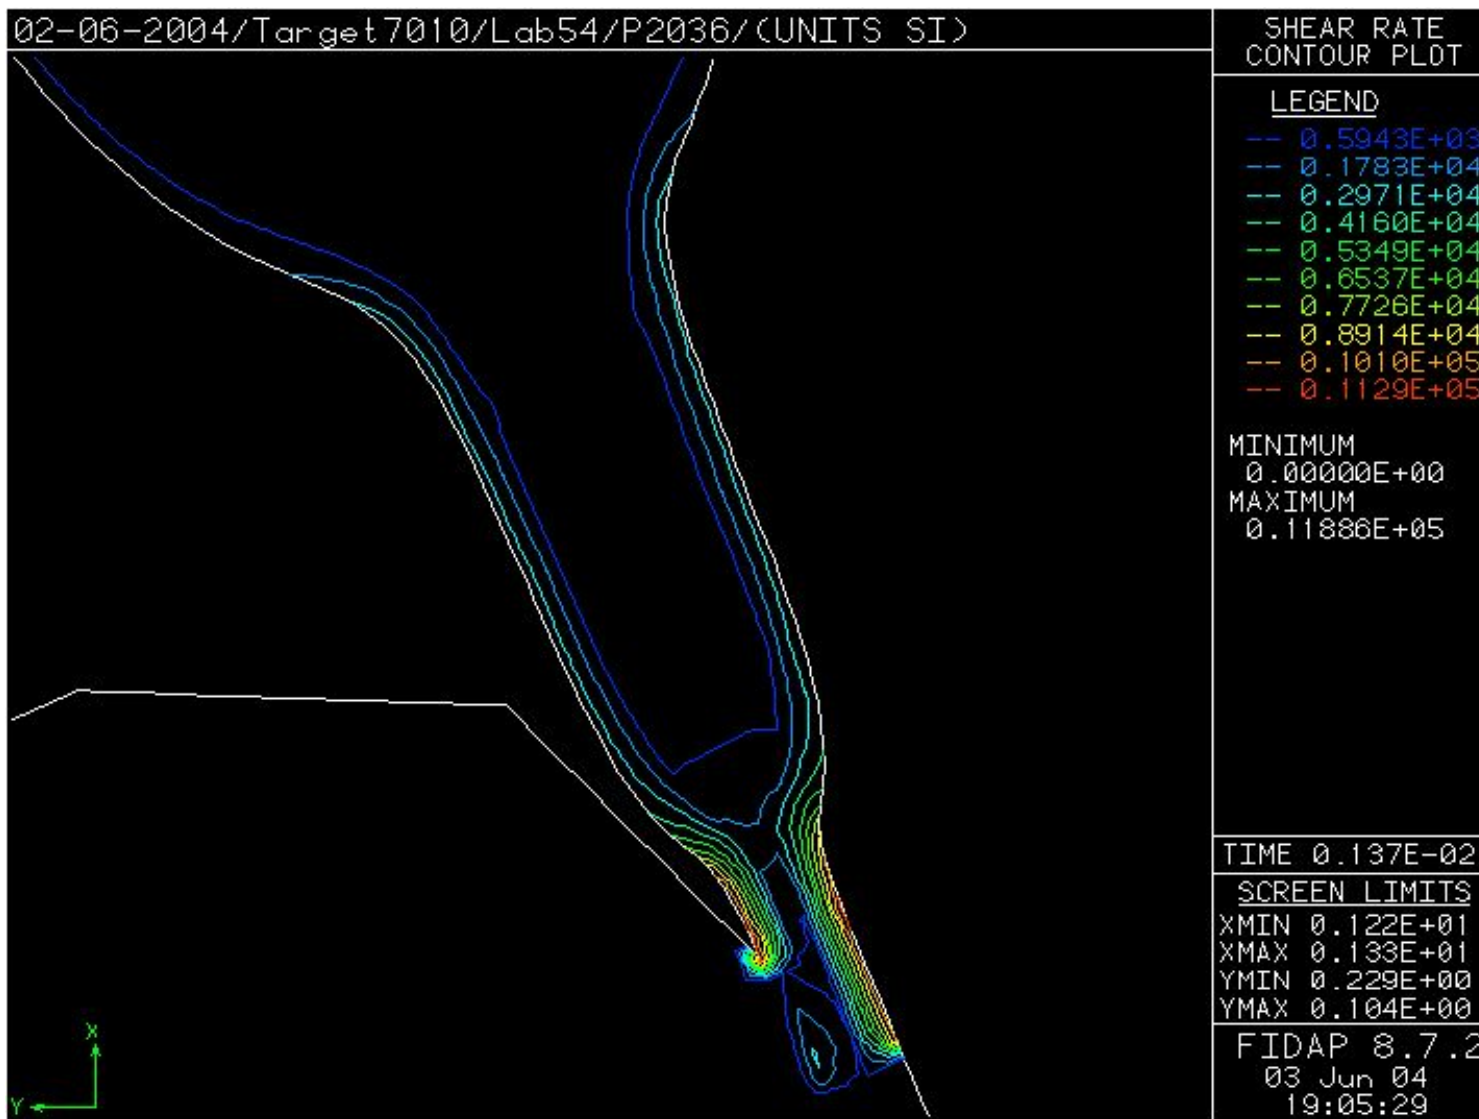 02-06-2004/Target7010/Lab54/P2036/(UNITS SI)
SHEAR RATE
CONTOUR PLOT
LEGEND
-- 0.5943E+03
-- 0.1783E+04
-- 0.2971E+04
-- 0.4160E+04
-- 0.5349E+04
-- 0.6537E+04
-- 0.7726E+04
-- 0.8914E+04
-- 0.1010E+05
-- 0.1129E+05
MINIMUM
0.00000E+00
MAXIMUM
0.11886E+05
TIME 0.137E-02
SCREEN LIMITS
XMIN 0.122E+01
XMAX 0.133E+01
YMIN 0.229E+00
YMAX 0.104E+00
FIDAP 8.7.2
03 Jun 04
19:05:29
X
Y